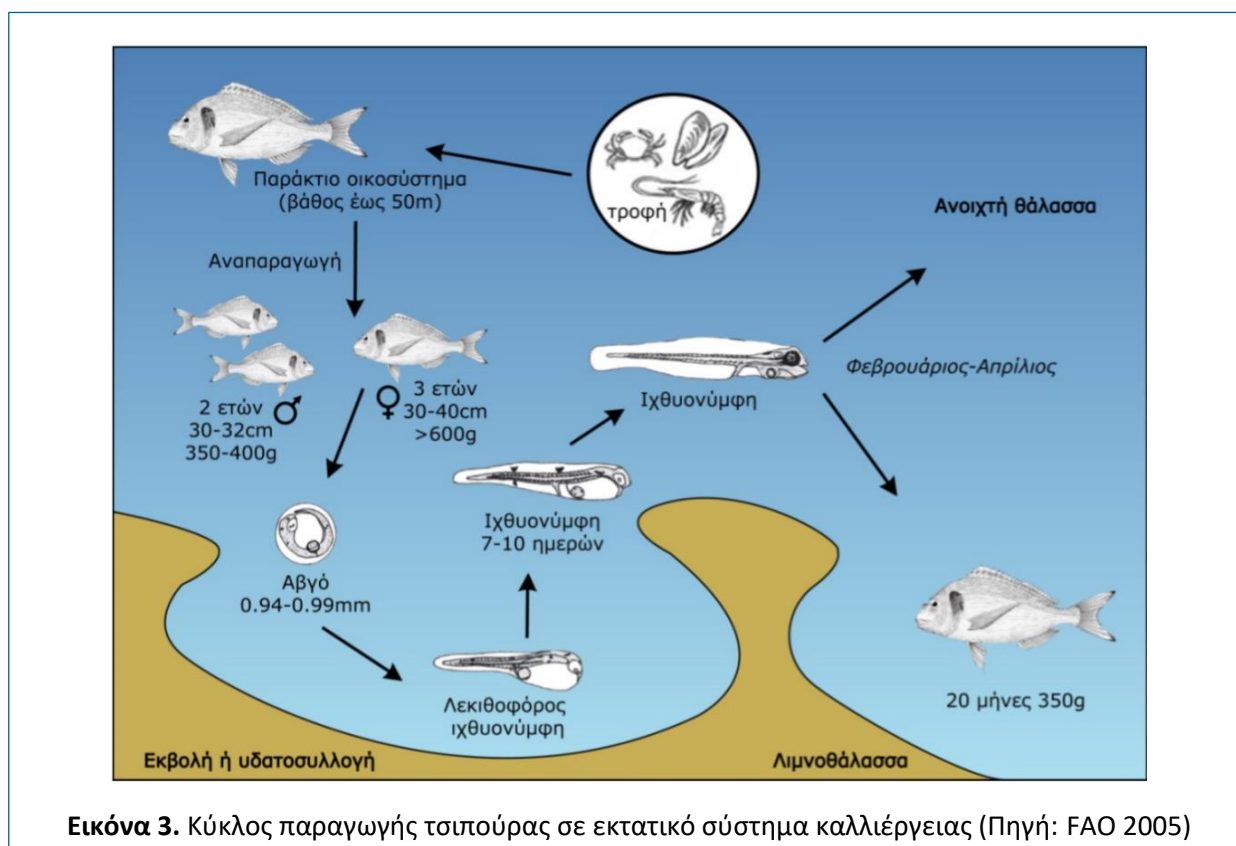 Παράκτιο οικοσύστημα
(βάθος έως 50m)
τροφή
Ανοιχτή θάλασσα
Αναπαραγωγή
2 ετών
30-32cm
350-400g
♂
♀
3 ετών
30-40cm
>600g
Ιχθυονύμφη
Φεβρουάριος-Απρίλιος
Αβγό
0.94-0.99mm
Ιχθυονύμφη
7-10 ημερών
Λεκιθοφόρος
ιχθυονύμφη
20 μήνες 350g
Εκβολή ή υδατοσυλλογή
Λιμνοθάλασσα
Εικόνα 3. Κύκλος παραγωγής τσιπούρας σε εκτατικό σύστημα καλλιέργειας (Πηγή: FAO 2005)